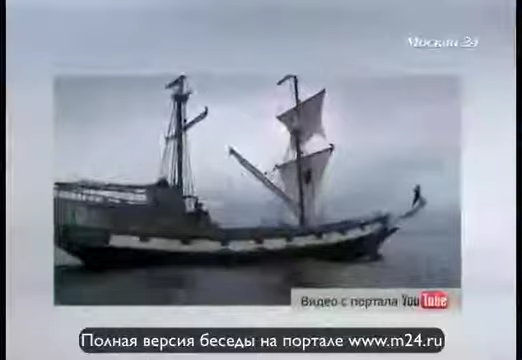 Москва 24
Видео с портала YouTube
Полная версия беседы на портале www.m24.ru